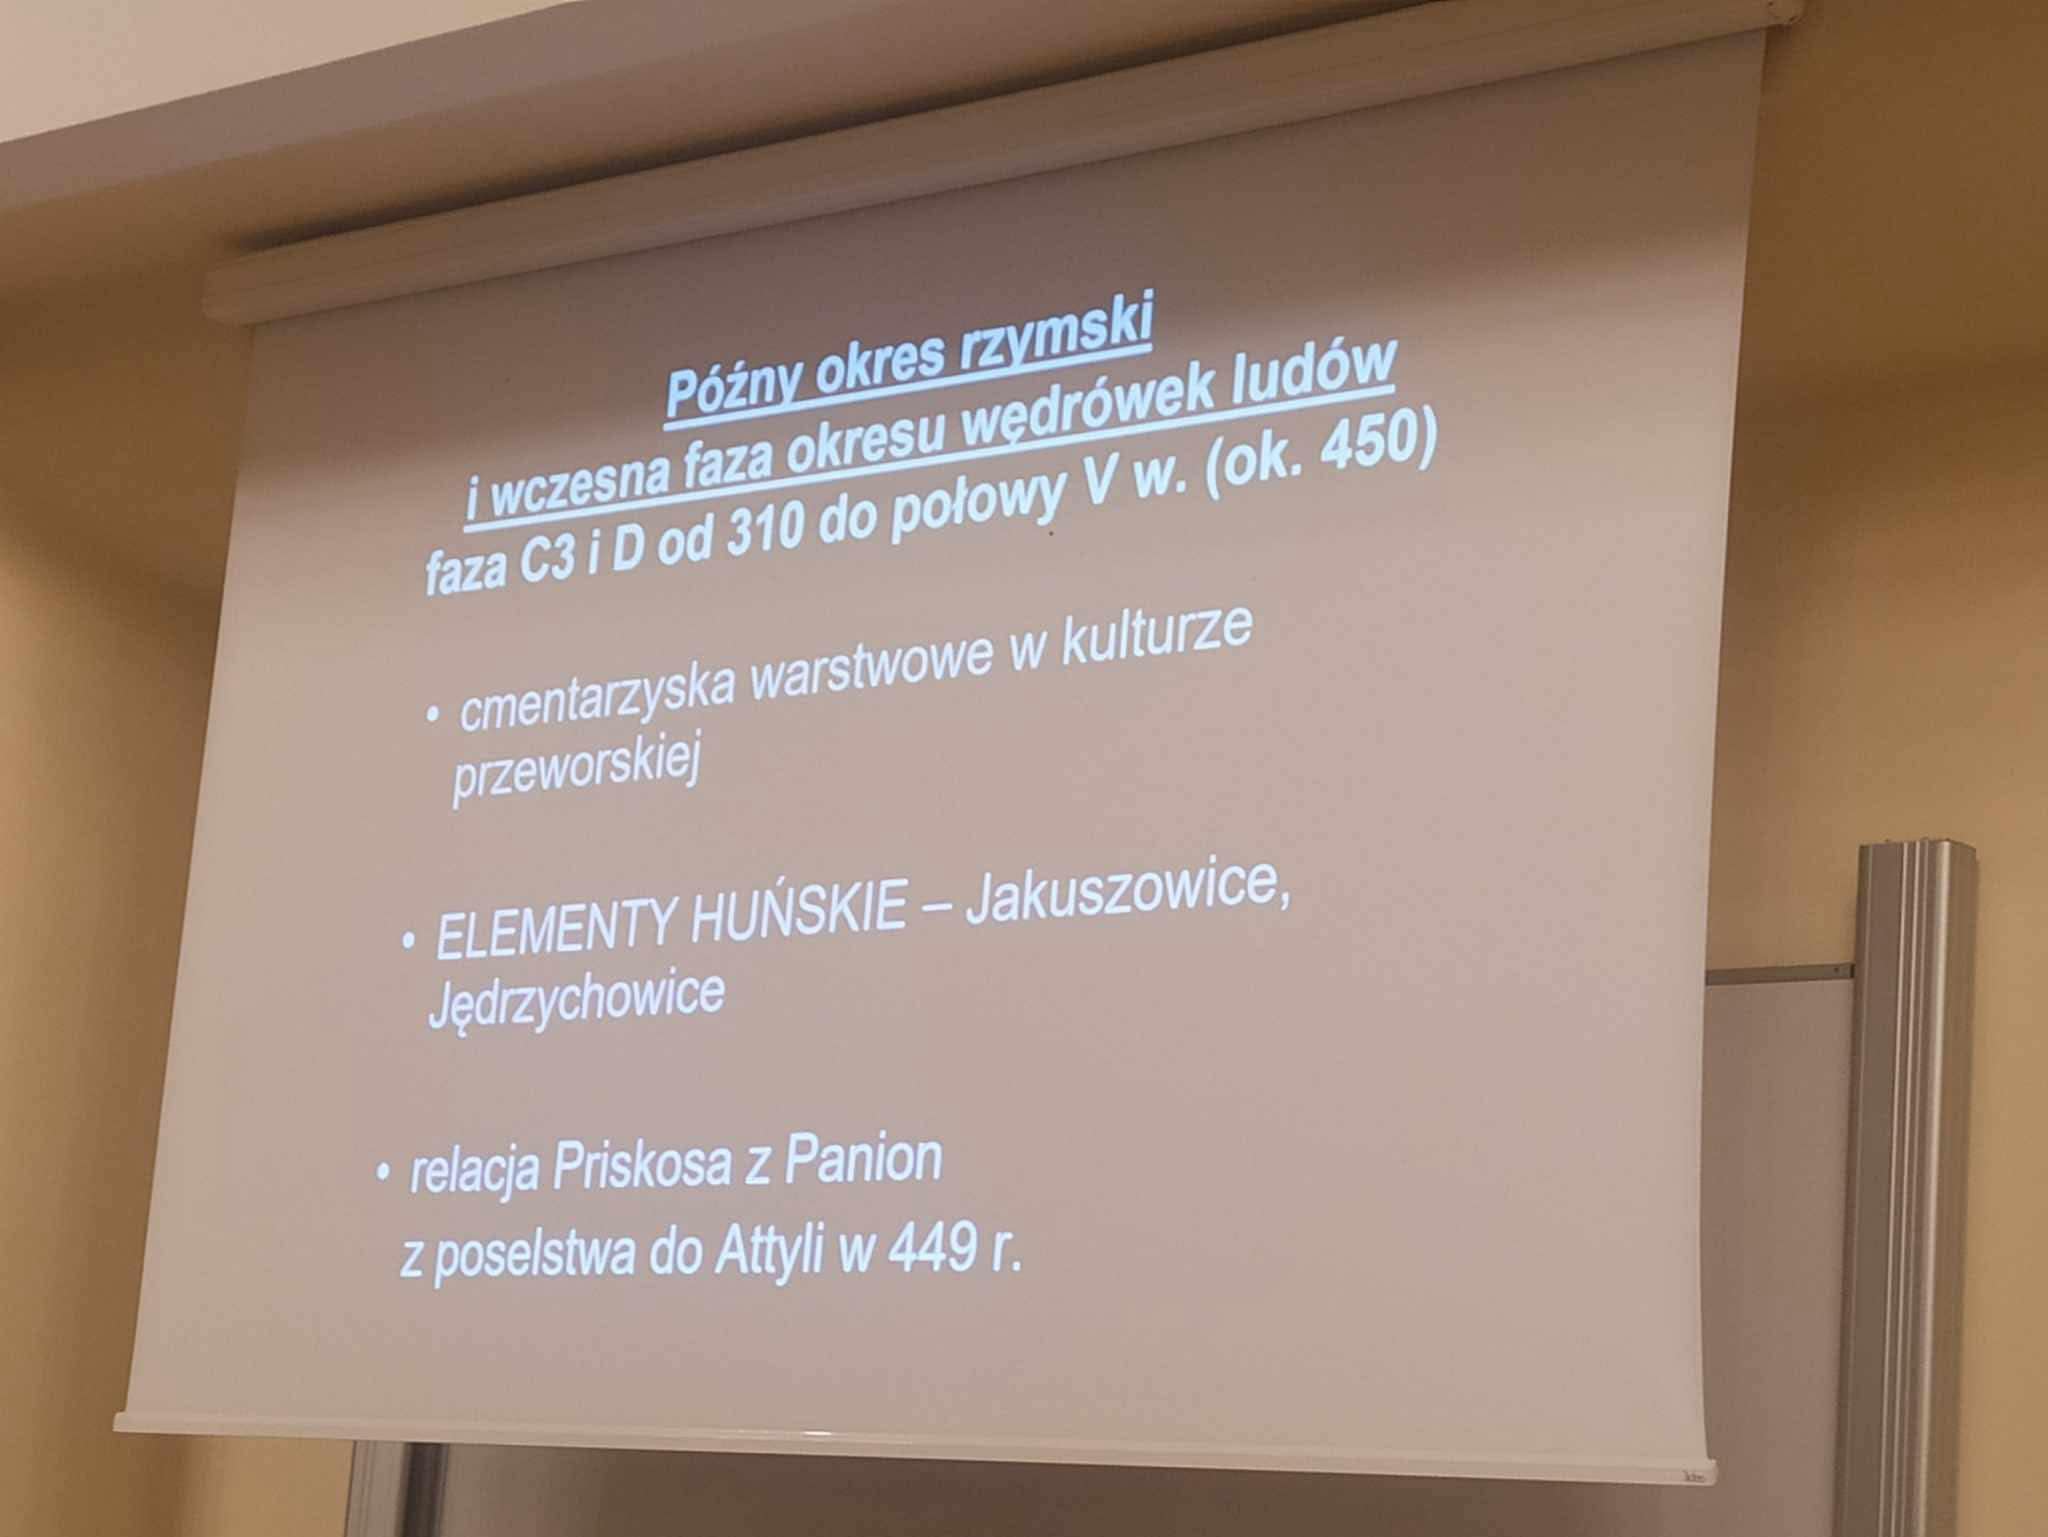 Późny okres rzymski
i wczesna faza okresu wędrówek ludów
faza C3 i D od 310 do połowy V w. (ok. 450)
• cmentarzyska warstwowe w kulturze
przeworskiej
• ELEMENTY HUŃSKIE – Jakuszowice,
Jędrzychowice
• relacja Priskosa z Panion
z poselstwa do Attyli w 449 r.